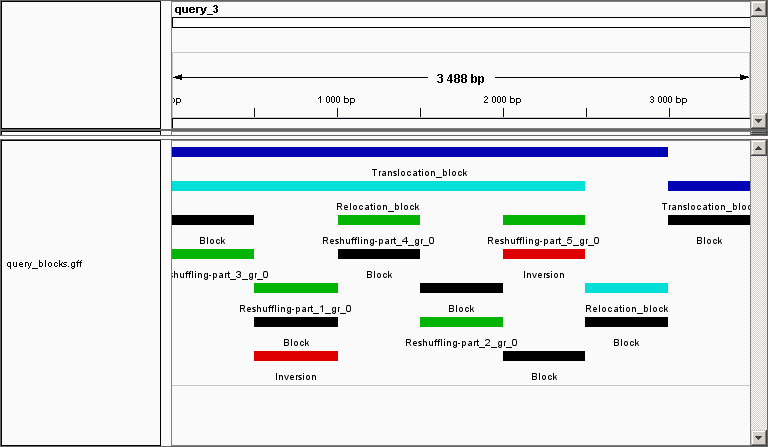 query_3
3 488 bp
bp 1 000 bp 2 000 bp 3 000 bp
Translocation_block
Relocation_block Translocation_bloc
Block Reshuffling-part_4_gr_0 Reshuffling-part_5_gr_0 Block
query_blocks.gff
shuffling-part_3_gr_0 Block Inversion
Reshuffling-part_1_gr_0 Block Relocation_block
Block Reshuffling-part_2_gr_0 Block
Inversion Block